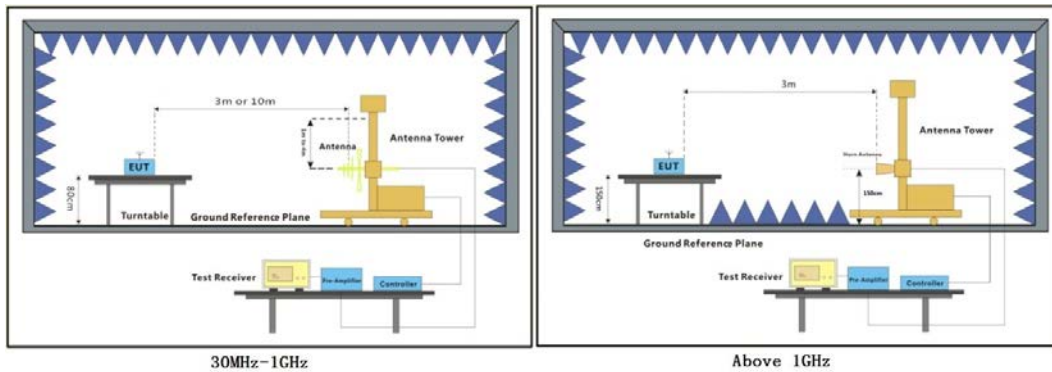 3m or 10m
Antenna Tower
1m to 4m
Antenna
EUT
80cm
Turntable
Ground Reference Plane
Test Receiver
Pre-Amplifier
Controller
30MHz-1GHz
3m
Antenna Tower
Horn Antenna
EUT
150cm
150cm
Turntable
Ground Reference Plane
Test Receiver
Pre-Amplifier
Controller
Above 1GHz